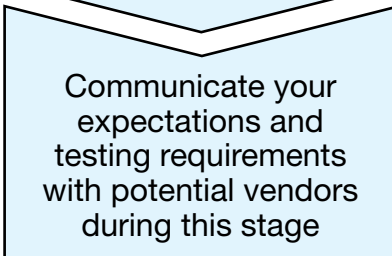 Communicate your
expectations and
testing requirements
with potential vendors
during this stage